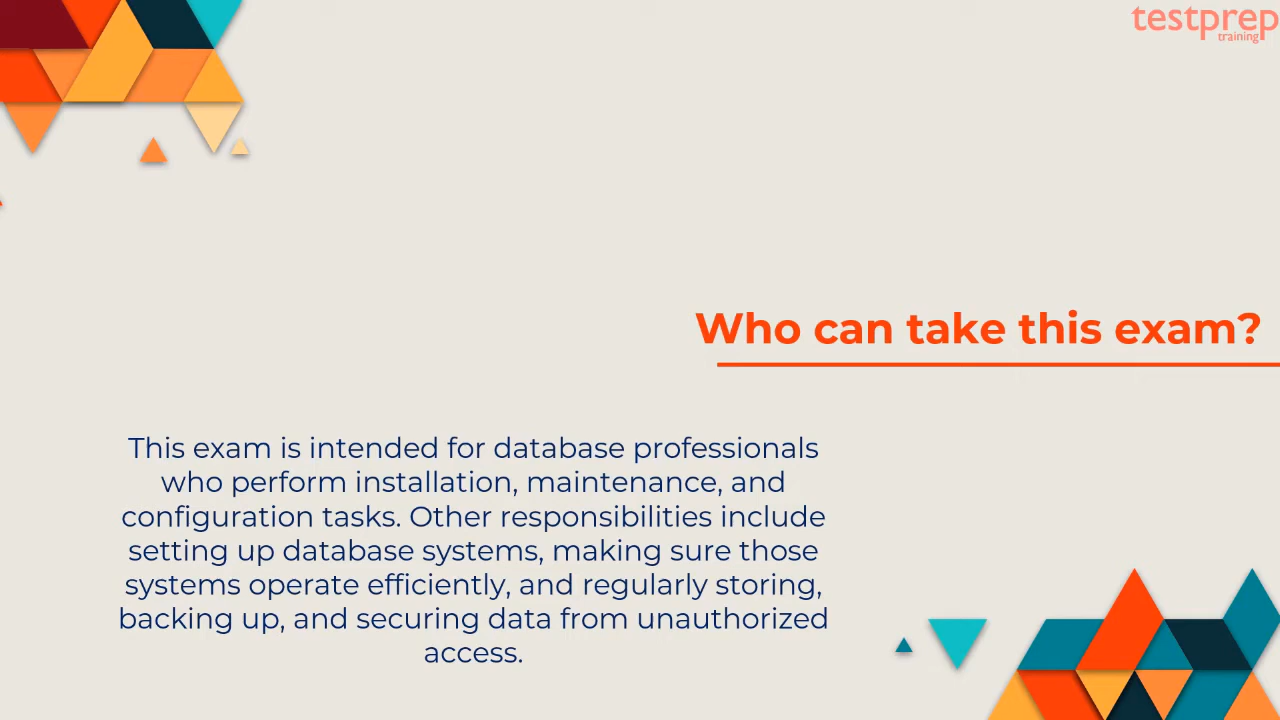 testprep
training
Who can take this exam?
This exam is intended for database professionals
who perform installation, maintenance, and
configuration tasks. Other responsibilities include
setting up database systems, making sure those
systems operate efficiently, and regularly storing,
backing up, and securing data from unauthorized
access.